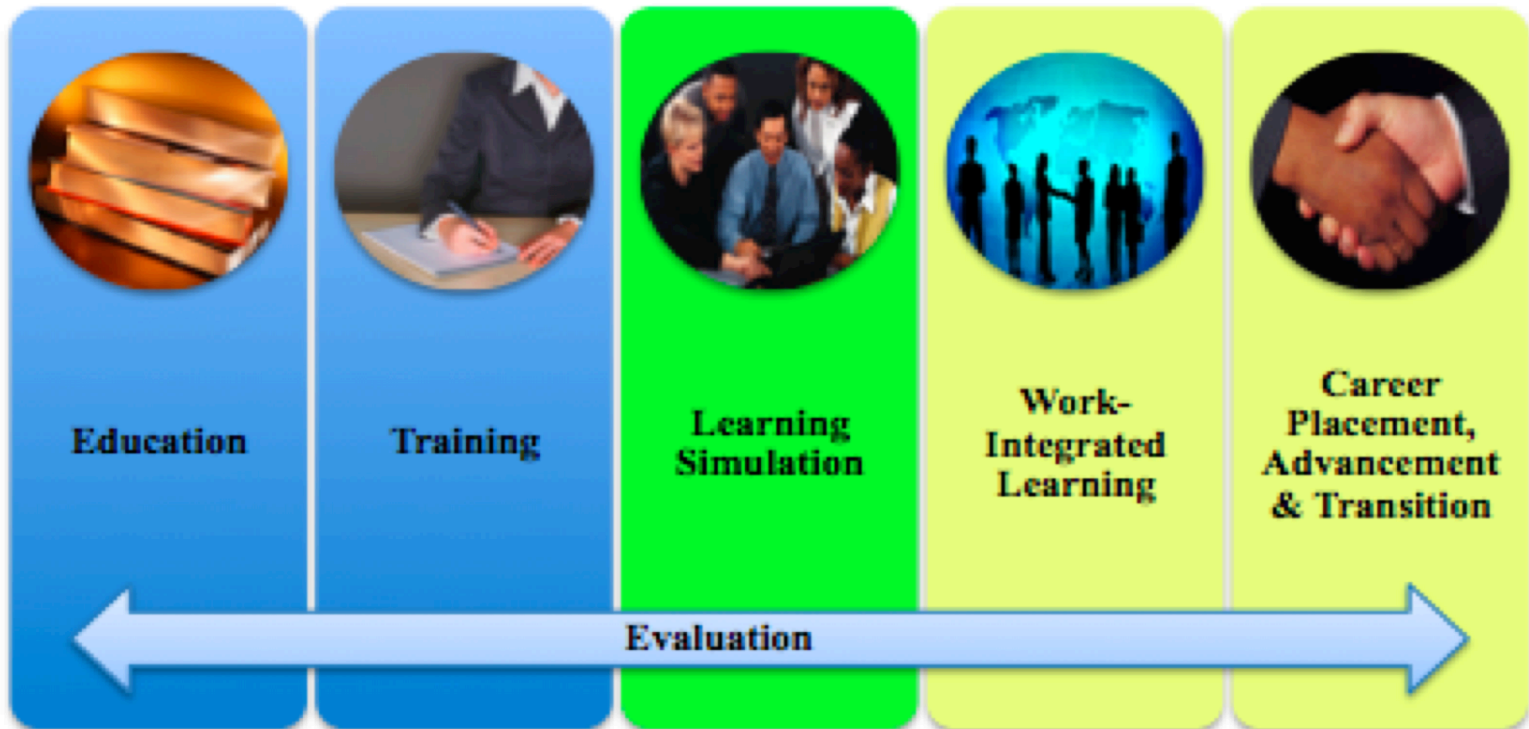 Education
Training
Learning
Simulation
Work-
Integrated
Learning
Career
Placement,
Advancement
& Transition
Evaluation